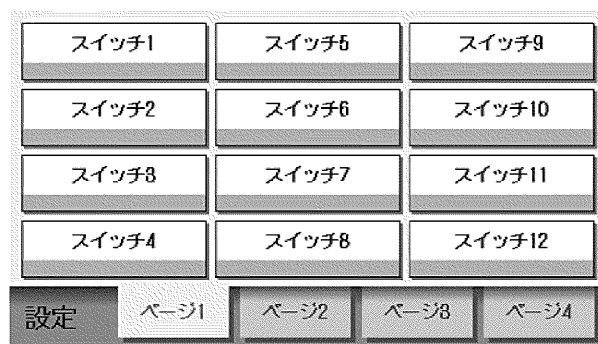 スイッチ1 スイッチ5 スイッチ9
スイッチ2 スイッチ6 スイッチ10
スイッチ3 スイッチ7 スイッチ11
スイッチ4 スイッチ8 スイッチ12
設定 ページ1 ページ2 ページ3 ページ4